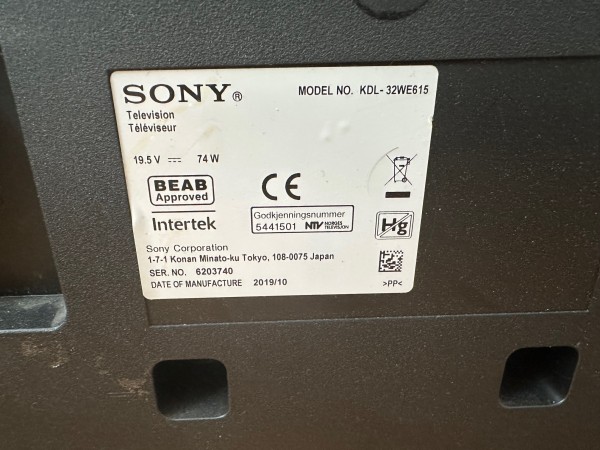 SONY® MODEL NO. KDL-32WE615
Television
Téléviseur
19.5 V ⎓ 74 W
BEAB
Approved
Intertek
CE
Godkjenningsnummer
5441501 NTV NORGES TELEVISJON
Hg
Sony Corporation
1-7-1 Konan Minato-ku Tokyo, 108-0075 Japan
SER. NO. 6203740
DATE OF MANUFACTURE 2019/10
>PP<